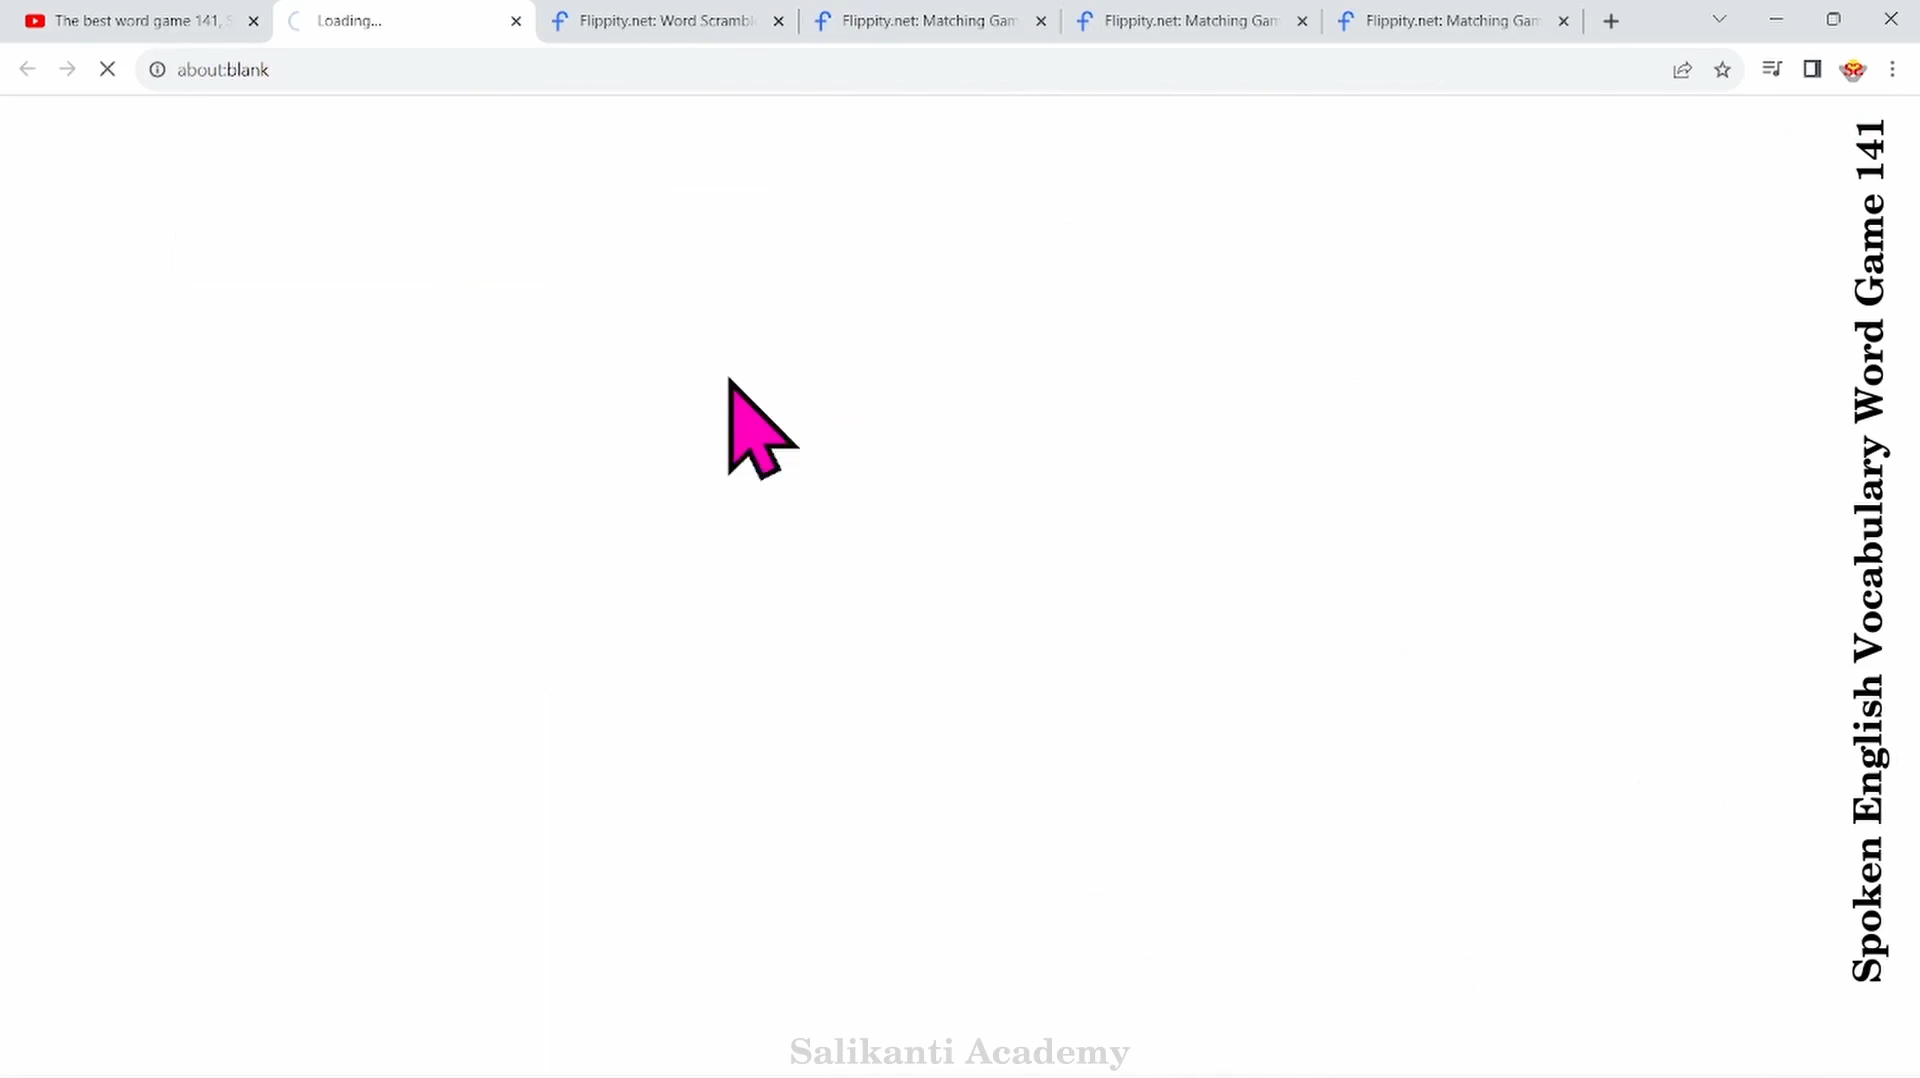 The best word game 141, S
Loading...
Flippity.net: Word Scrambl
Flippity.net: Matching Gam
Flippity.net: Matching Gam
Flippity.net: Matching Gam
about:blank
Spoken English Vocabulary Word Game 141
Salikanti Academy